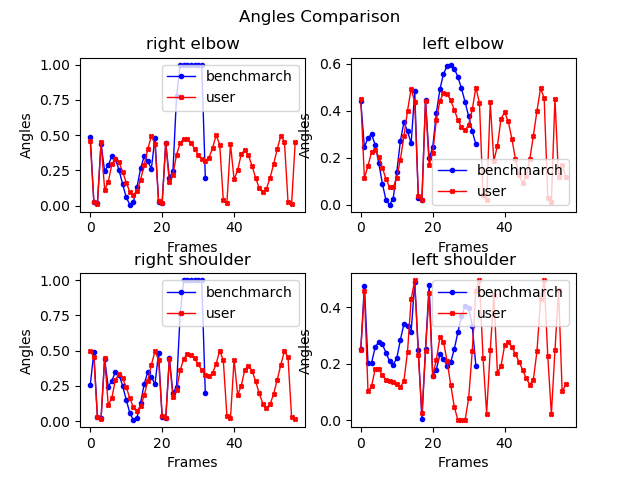 Angles Comparison
right elbow
left elbow
1.00
0.75
0.50
0.25
0.00
Angles
benchmarch
user
0
20
40
Frames
0.6
0.4
0.2
0.0
Angles
benchmarch
user
0
20
40
Frames
right shoulder
left shoulder
1.00
0.75
0.50
0.25
0.00
Angles
benchmarch
user
0
20
40
Frames
0.4
0.2
0.0
Angles
benchmarch
user
0
20
40
Frames